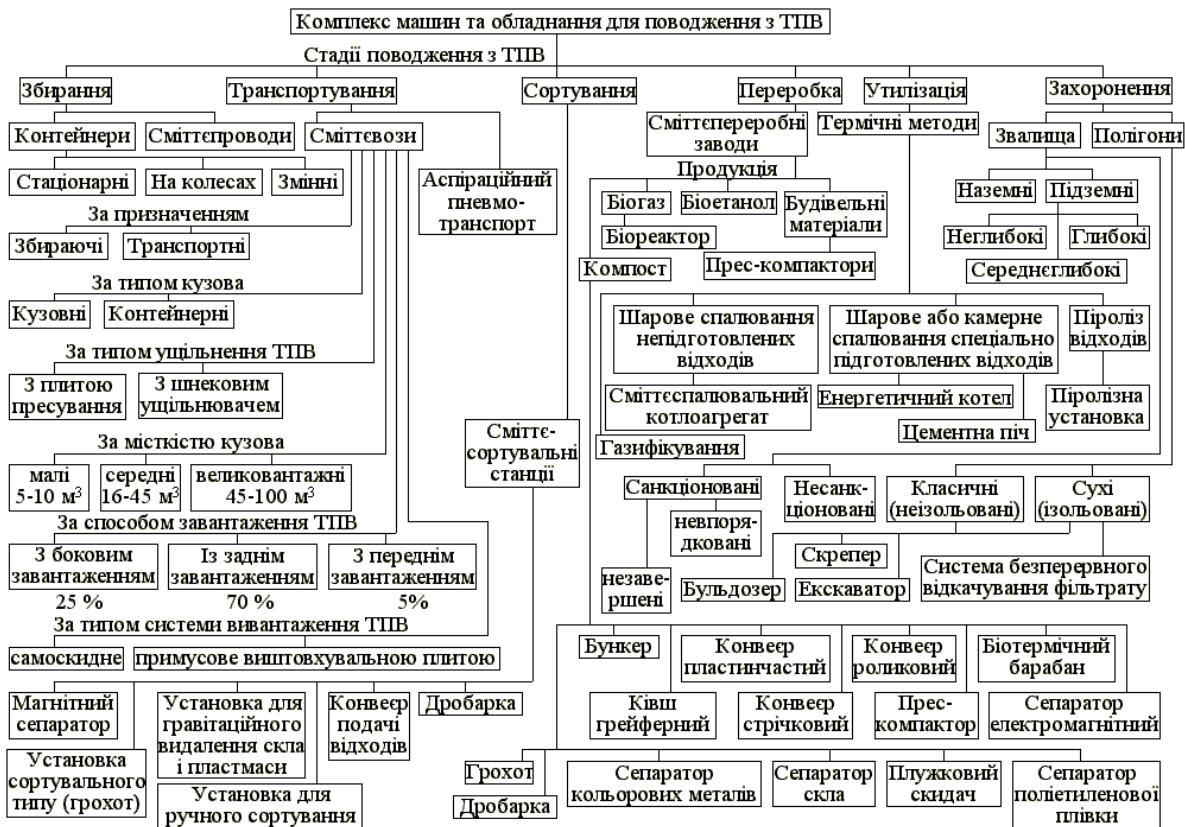 Комплекс машин та обладнання для поводження з ТПВ
Стадії поводження з ТПВ
Збирання
Транспортування
Сортування
Переробка
Утилізація
Захоронення
Контейнери
Сміттєпроводи
Сміттєвози
Сміттєпереробні
заводи
Термічні методи
Звалища
Полігони
Стаціонарні
На колесах
Змінні
Аспіраційний
пневмо-
транспорт
Продукція
Біогаз
Біоетанол
Будівельні
матеріали
Наземні
Підземні
За призначенням
Збираючі
Транспортні
Біореактор
Неглибокі
Глибокі
Компост
Прес-компактори
Середнєглибокі
За типом кузова
Кузовні
Контейнерні
Шарове спалювання
непідготовлених
відходів
Шарове або камерне
спалювання спеціально
підготовлених відходів
Піроліз
відходів
За типом ущільнення ТПВ
З плитою
пресування
З шнековим
ущільнювачем
Сміттєспалювальний
котлоагрегат
Енергетичний котел
Піролізна
установка
Цементна піч
Газифікування
За місткістю кузова
малі
5-10 м³
середні
16-45 м³
великовантажні
45-100 м³
Смітттє-
сортувальні
станції
Санкціоновані
Несанк-
ціоновані
Класичні
(неізольовані)
Сухі
(ізольовані)
невпоря-
дковані
За способом завантаження ТПВ
З боковим
завантаженням
Із заднім
завантаженням
З переднім
завантаженням
25 %
70 %
5%
незаве-
ршені
Скрепер
Бульдозер
Екскаватор
Система безперервного
відкачування фільтрату
За типом системи вивантаження ТПВ
самоскидне
примусове виштовхувальною плитою
Бункер
Конвеєр
пластинчастий
Конвеєр
роликовий
Біотермічний
барабан
Магнітний
сепаратор
Установка для
гравітаційного
видалення скла
і пластмаси
Конвеєр
подачі
відходів
Дробарка
Ківш
грейферний
Конвеєр
стрічковий
Прес-
компактор
Сепаратор
електромагнітний
Установка
сортувального
типу (грохот)
Установка для
ручного сортування
Грохот
Дробарка
Сепаратор
кольорових металів
Сепаратор
скла
Плужковий
скидач
Сепаратор
поліетиленової
плівки